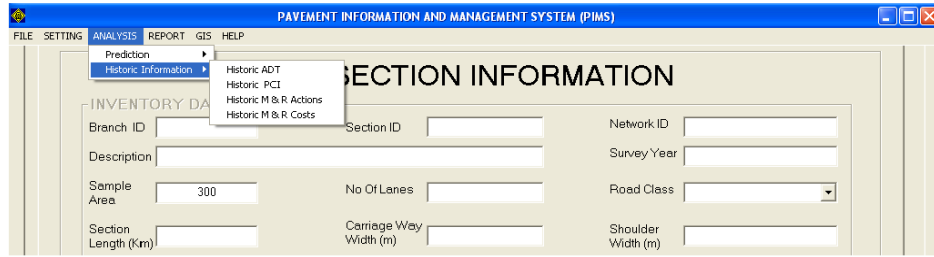 PAVEMENT INFORMATION AND MANAGEMENT SYSTEM (PIMS)
FILE SETTING ANALYSIS REPORT GIS HELP
Prediction
Historic Information
Historic ADT
Historic PCI
Historic M & R Actions
Historic M & R Costs
SECTION INFORMATION
INVENTORY DA
Branch ID
Section ID
Network ID
Description
Survey Year
Sample
Area
300
No Of Lanes
Road Class
Section
Length (Km)
Carriage Way
Width (m)
Shoulder
Width (m)